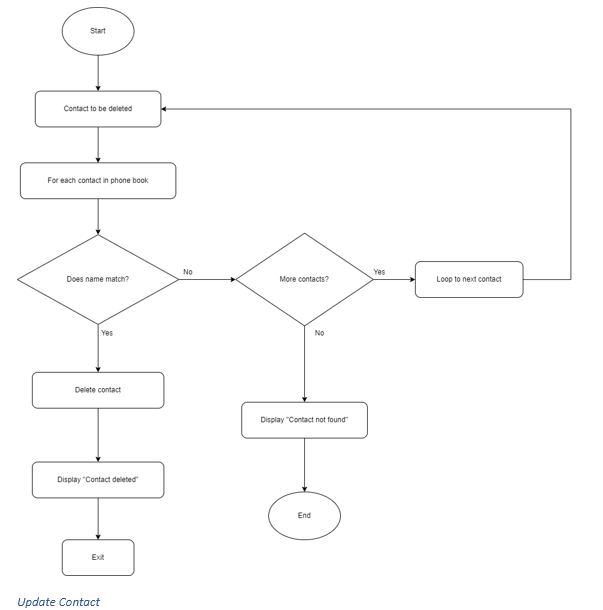 Start
Contact to be deleted
For each contact in phone book
Does name match?
No
More contacts?
Yes
Loop to next contact
Yes
No
Delete contact
Display "Contact not found"
Display "Contact deleted"
End
Exit
Update Contact